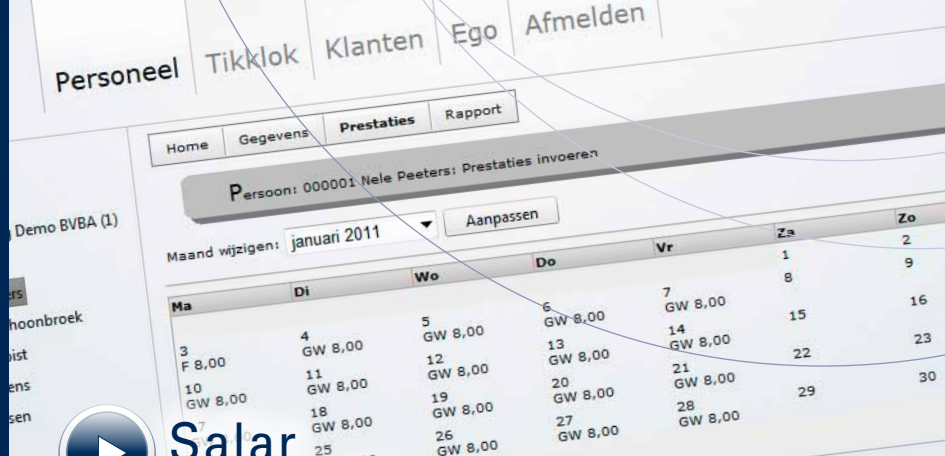 Personeel Tikklok Klanten Ego Afmelden
Home Gegevens Prestaties Rapport
Persoon: 000001 Nele Peeters: Prestaties invoeren
Demo BVBA (1)
Maand wijzigen: januari 2011 Aanpassen
ers
hoonbroek
oist
ens
sen
Ma Di Wo Do Vr Za Zo
1 2
3 4 5 6 7 8 9
F 8,00 GW 8,00 GW 8,00 GW 8,00 GW 8,00
10 11 12 13 14 15 16
GW 8,00 GW 8,00 GW 8,00 GW 8,00 GW 8,00
18 19 20 21 22 23
GW 8,00 GW 8,00 GW 8,00 GW 8,00
25 26 27 28 29 30
GW 8,00 GW 8,00 GW 8,00
Salar